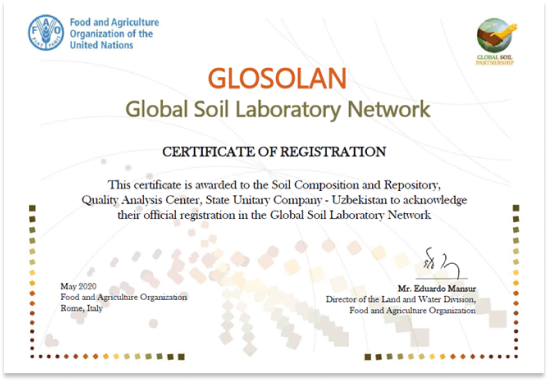 Food and Agriculture
Organization of the
United Nations
GLOBAL SOIL
PARTNERSHIP
GLOSOLAN
Global Soil Laboratory Network
CERTIFICATE OF REGISTRATION
This certificate is awarded to the Soil Composition and Repository,
Quality Analysis Center, State Unitary Company - Uzbekistan to acknowledge
their official registration in the Global Soil Laboratory Network
May 2020
Food and Agriculture Organization
Rome, Italy
Mr. Eduardo Mansur
Director of the Land and Water Division,
Food and Agriculture Organization